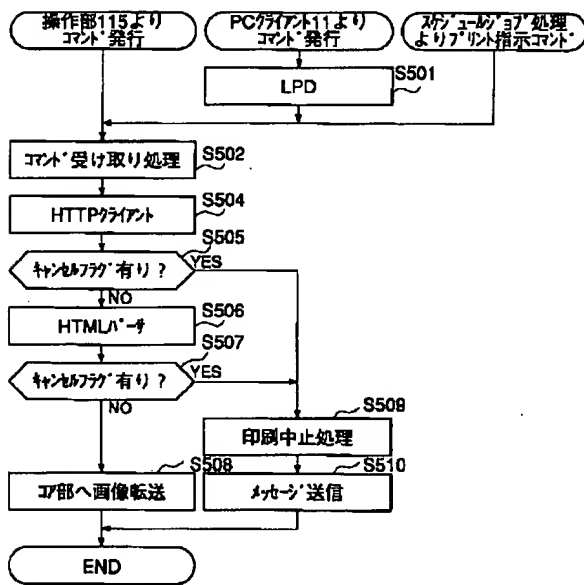 操作部115より
コマンド発行
PCクライアント11より
コマンド発行
スケジュールジョブ処理
よりプリント指示コマンド
S501
LPD
S502
コマンド受け取り処理
S504
HTTPクライアント
S505
キャンセルフラグ有り?
YES
NO
S506
HTMLパーサ
S507
キャンセルフラグ有り?
YES
NO
S509
印刷中止処理
S508
コア部へ画像転送
S510
メッセージ送信
END